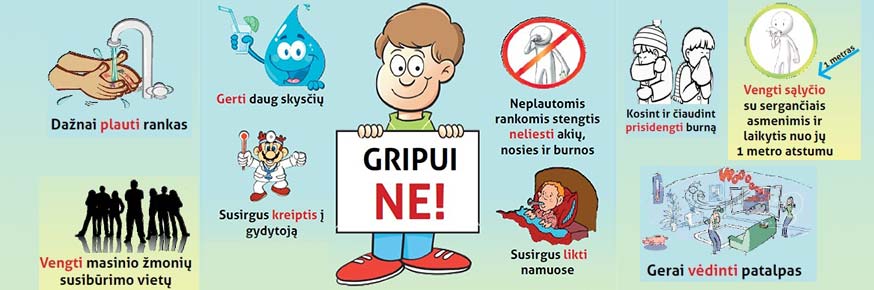 Dažnai plauti rankas
Vengti masinio žmonių
susibūrimo vietų
Gerti daug skysčių
Susirgus kreiptis į
gydytoją
GRIPUI
NE!
Neplautomis
rankomis stengtis
neliesti akių,
nosies ir burnos
Susirgus likti
namuose
Kosint ir čiaudint
prisidengti burną
1 metras
Vengti sąlyčio
su sergančiais
asmenimis ir
laikytis nuo jų
1 metro atstumu
Gerai vėdinti patalpas